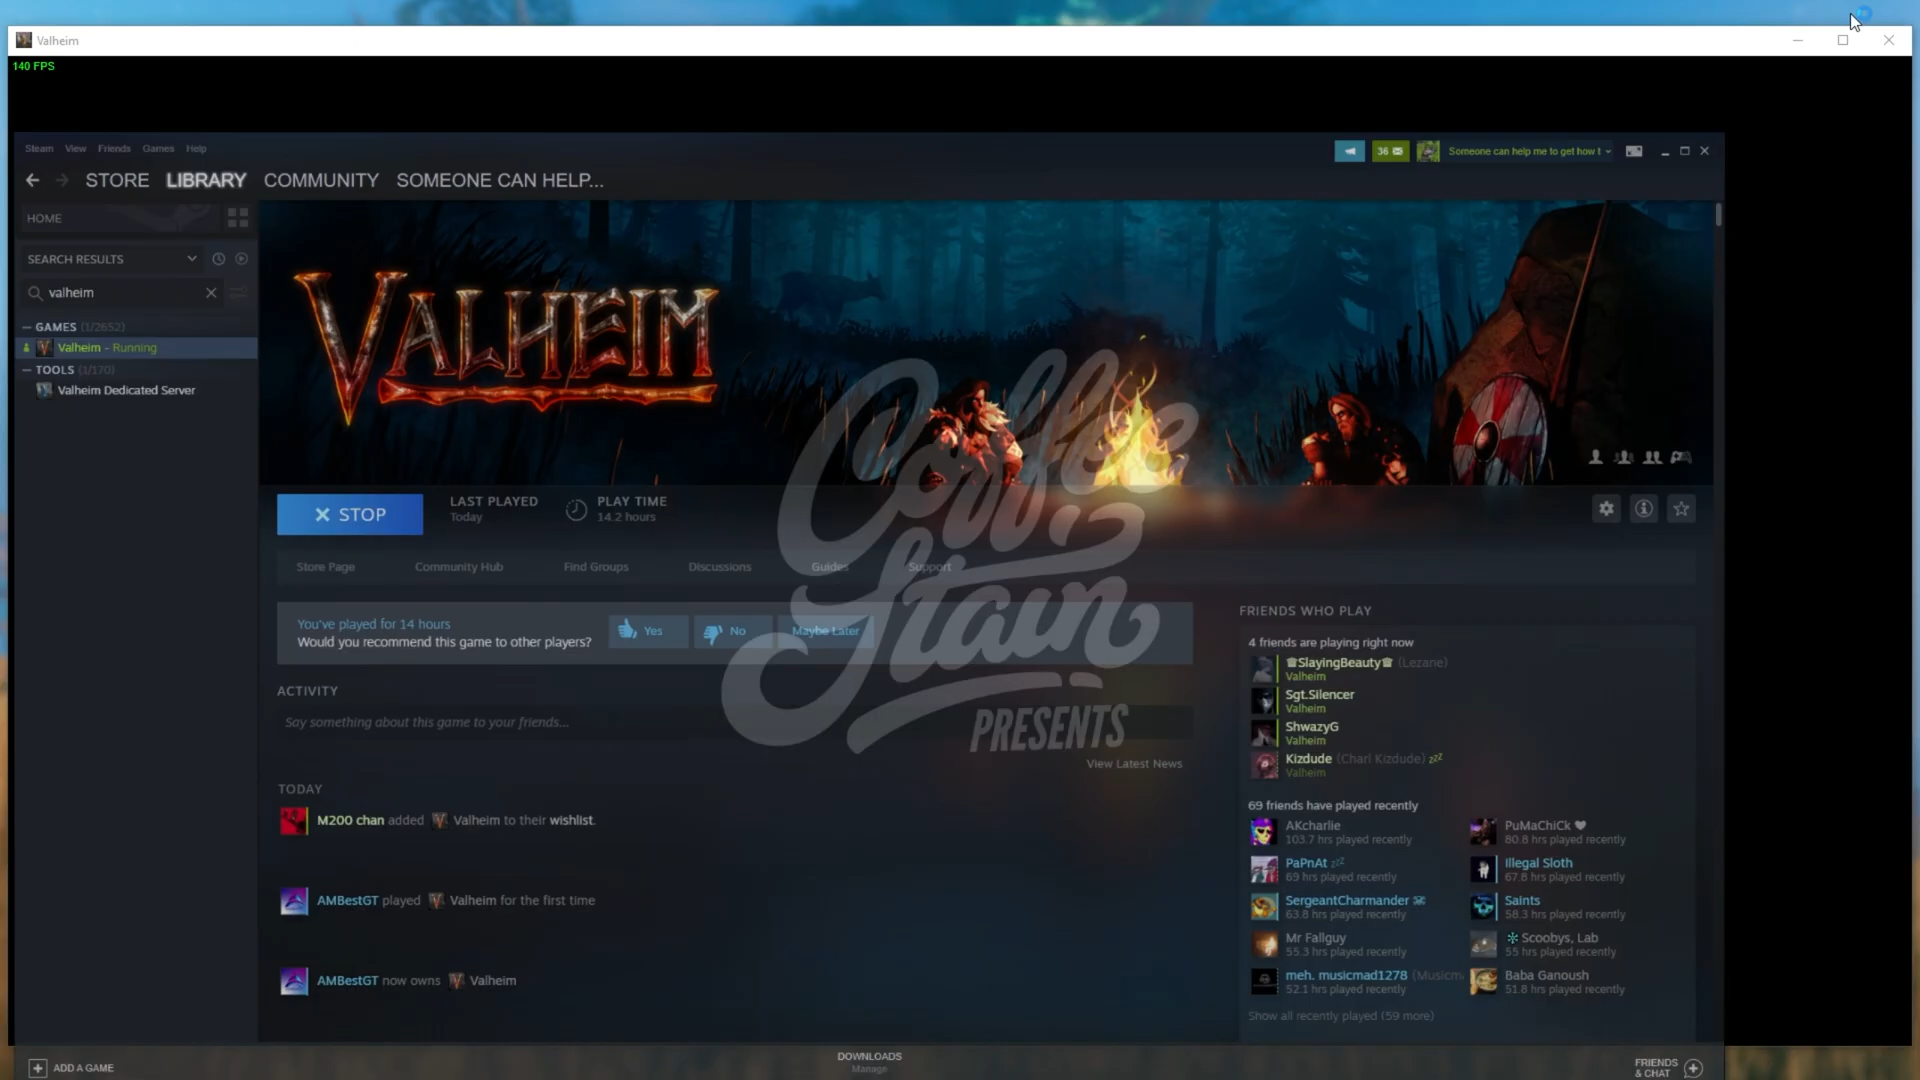 Valheim
140 FPS
Steam View Friends Games Help
36
Someone can help me to get how t
STORE LIBRARY COMMUNITY SOMEONE CAN HELP...
HOME
SEARCH RESULTS
valheim
GAMES (1/2652)
Valheim - Running
TOOLS (1/170)
Valheim Dedicated Server
VALHEIM
STOP
LAST PLAYED
Today
PLAY TIME
14.2 hours
Store Page Community Hub Find Groups Discussions Guides Support
You've played for 14 hours
Would you recommend this game to other players?
Yes No Maybe Later
Coffee
Stain
PRESENTS
ACTIVITY
Say something about this game to your friends...
View Latest News
TODAY
M200 chan added Valheim to their wishlist.
AMBestGT played Valheim for the first time
AMBestGT now owns Valheim
FRIENDS WHO PLAY
4 friends are playing right now
♛SlayingBeauty♛ (Lezane)
Valheim
Sgt.Silencer
Valheim
ShwazyG
Valheim
Kizdude (Charl Kizdude) zzZ
Valheim
69 friends have played recently
AKcharlie
103.7 hrs played recently
PuMaChiCk ♥
80.8 hrs played recently
PaPnAt zzZ
69 hrs played recently
Illegal Sloth
67.8 hrs played recently
SergeantCharmander
63.8 hrs played recently
Saints
58.3 hrs played recently
Mr Fallguy
55.3 hrs played recently
Scoobys, Lab
55 hrs played recently
meh. musicmad1278 (Musicm
52.1 hrs played recently
Baba Ganoush
51.8 hrs played recently
Show all recently played (59 more)
ADD A GAME
DOWNLOADS
Manage
FRIENDS
& CHAT